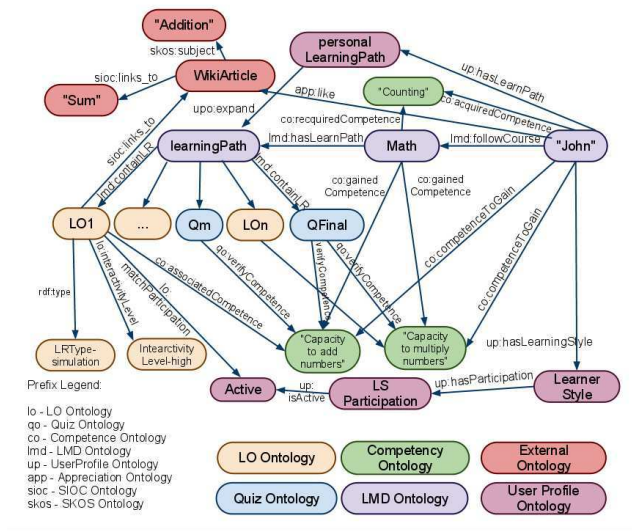 "Addition"
skos:subject
personal
LearningPath
sioc:links_to
WikiArticle
up:hasLearnPath
"Sum"
app:like
"Counting"
co:acquiredCompetence
upo:expand
co:recquiredCompetence
sioc:links_to
lmd:containLR
learningPath
lmd:hasLearnPath
Math
lmd:followCourse
"John"
lmd:containLR
co:gained
Competence
co:gained
Competence
LO1
...
Qm
LOn
QFinal
co:competenceToGain
co:competenceToGain
rdf:type
lo:interactivityLevel
lo:
matchParticipation
co:associatedCompetence
qo:verifyCompetence
verifyCompetence
qo:verifyCompetence
LRType-
simulation
Intearctivity
Level-high
"Capacity
to add
numbers"
"Capacity
to multiply
numbers"
up:hasLearningStyle
Active
up:
isActive
LS
Participation
up:hasParticipation
Learner
Style
Prefix Legend:
lo - LO Ontology
qo - Quiz Ontology
co - Competence Ontology
lmd - LMD Ontology
up - UserProfile Ontology
app - Appreciation Ontology
sioc - SIOC Ontology
skos - SKOS Ontology
LO Ontology
Competency
Ontology
External
Ontology
Quiz Ontology
LMD Ontology
User Profile
Ontology